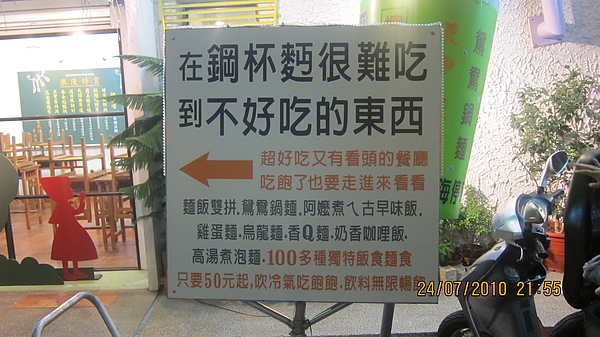 在鋼杯麪很難吃
到不好吃的東西
超好吃又有看頭的餐廳
吃飽了也要走進來看看
麵飯雙拼.鴛鴦鍋麵.阿嬤煮ㄟ古早味飯.
雞蛋麵.烏龍麵.香Q麵.奶香咖哩飯.
高湯煮泡麵.100多種獨特飯食麵食
只要50元起,吹冷氣吃飽飽.飲料無限暢飲
鴛鴦鍋麵
24/07/2010 21:55